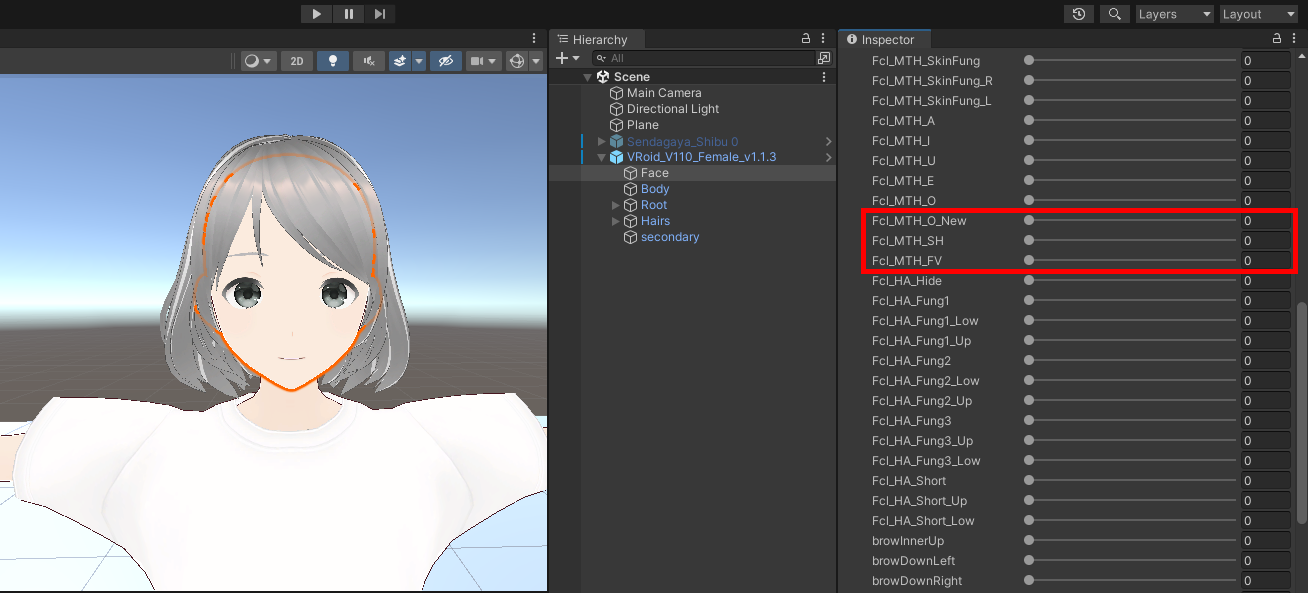 Layers
Layout
2D
Hierarchy
All
Scene
Main Camera
Directional Light
Plane
Sendagaya_Shibu 0
VRoid_V110_Female_v1.1.3
Face
Body
Root
Hairs
secondary
Inspector
Fcl_MTH_SkinFung 0
Fcl_MTH_SkinFung_R 0
Fcl_MTH_SkinFung_L 0
Fcl_MTH_A 0
Fcl_MTH_I 0
Fcl_MTH_U 0
Fcl_MTH_E 0
Fcl_MTH_O 0
Fcl_MTH_O_New 0
Fcl_MTH_SH 0
Fcl_MTH_FV 0
Fcl_HA_Hide 0
Fcl_HA_Fung1 0
Fcl_HA_Fung1_Low 0
Fcl_HA_Fung1_Up 0
Fcl_HA_Fung2 0
Fcl_HA_Fung2_Low 0
Fcl_HA_Fung2_Up 0
Fcl_HA_Fung3 0
Fcl_HA_Fung3_Up 0
Fcl_HA_Fung3_Low 0
Fcl_HA_Short 0
Fcl_HA_Short_Up 0
Fcl_HA_Short_Low 0
browInnerUp 0
browDownLeft 0
browDownRight 0